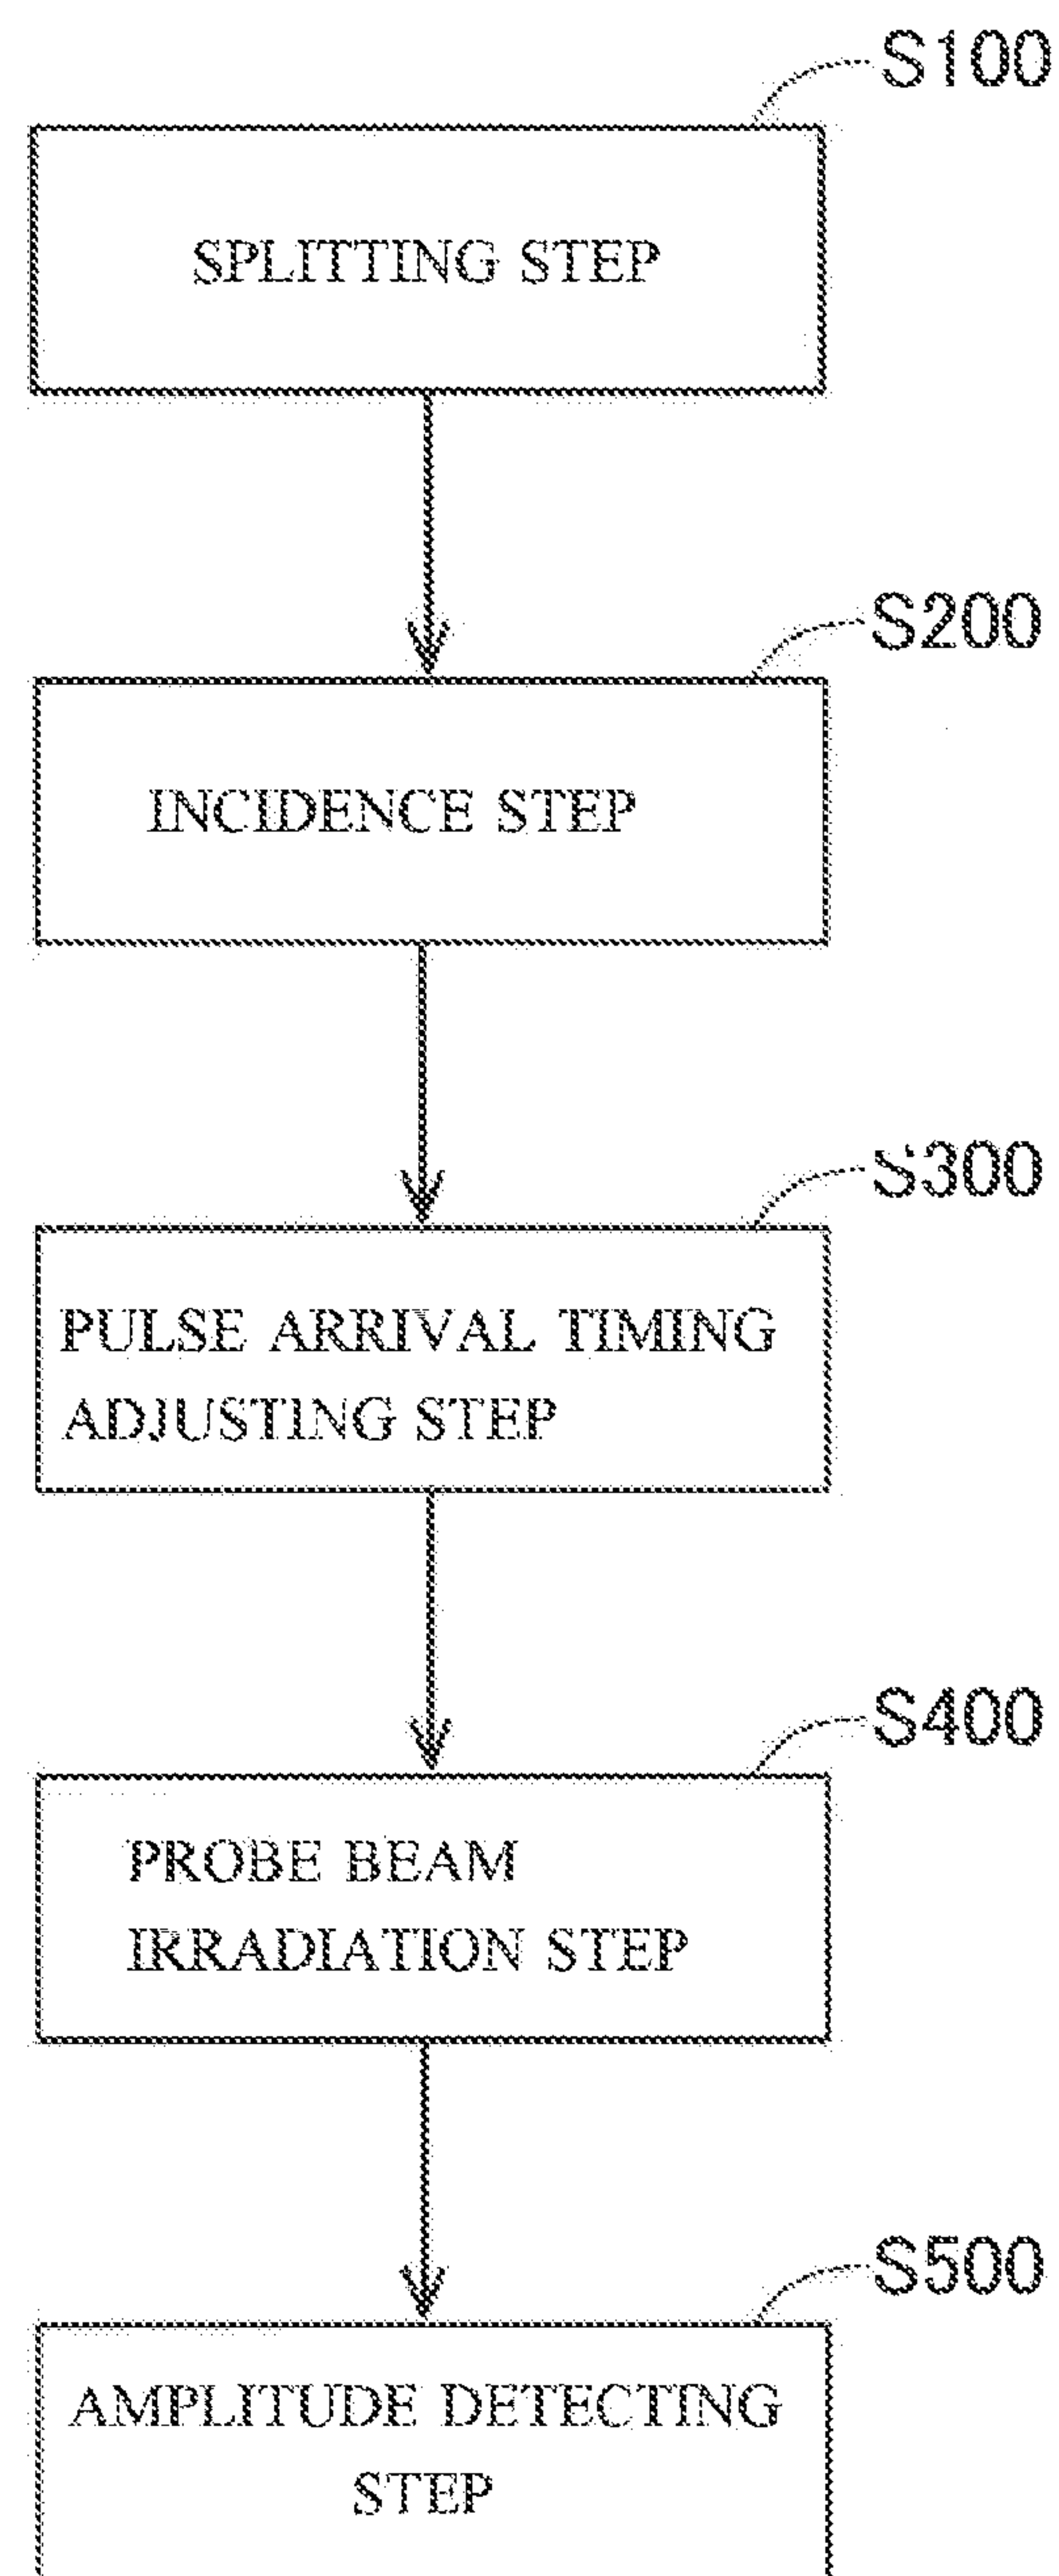 S100
SPLITTING STEP
S200
INCIDENCE STEP
S300
PULSE ARRIVAL TIMING
ADJUSTING STEP
S400
PROBE BEAM
IRRADIATION STEP
S500
AMPLITUDE DETECTING
STEP